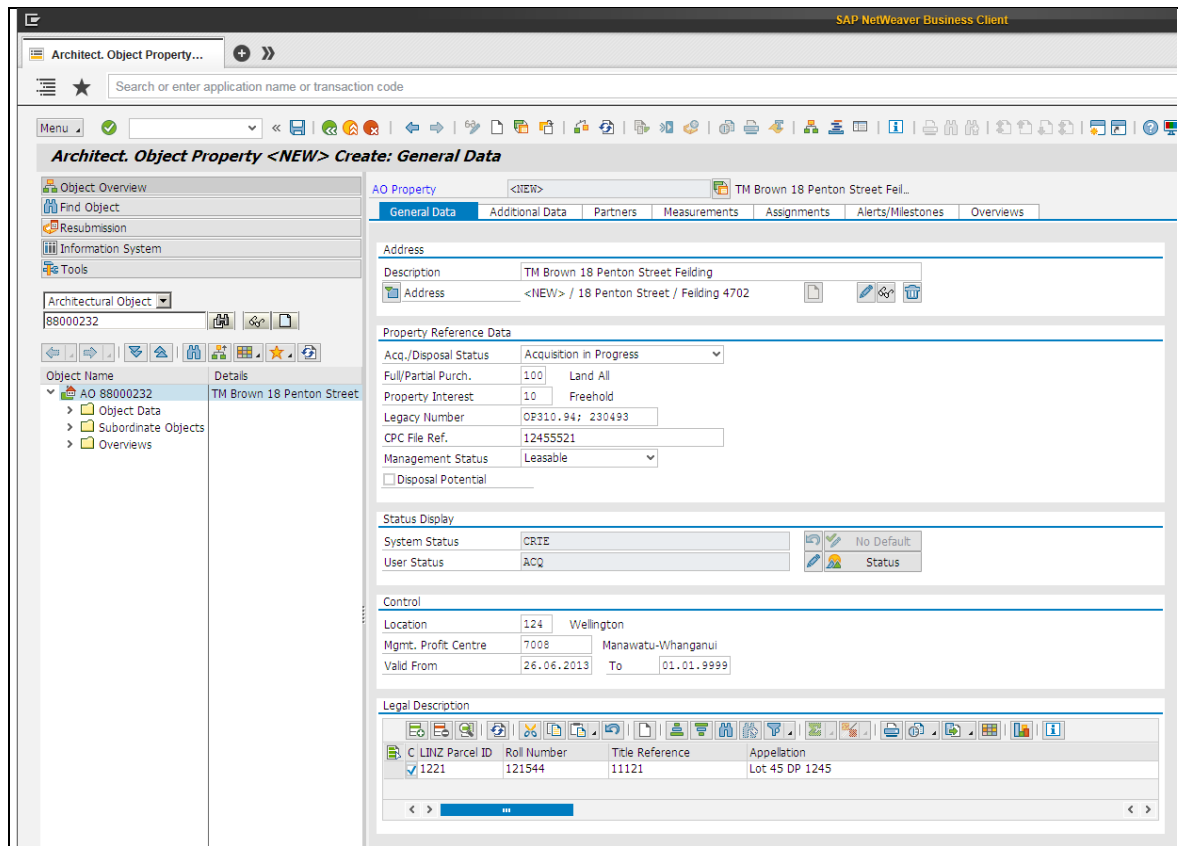 SAP NetWeaver Business Client
Architect. Object Property...
Search or enter application name or transaction code
Menu
Architect. Object Property <NEW> Create: General Data
Object Overview
Find Object
Resubmission
Information System
Tools
Architectural Object
88000232
Object Name Details
AO 88000232 TM Brown 18 Penton Street
Object Data
Subordinate Objects
Overviews
AO Property <NEW> TM Brown 18 Penton Street Feil...
General Data Additional Data Partners Measurements Assignments Alerts/Milestones Overviews
Address
Description TM Brown 18 Penton Street Feilding
Address <NEW> / 18 Penton Street / Feilding 4702
Property Reference Data
Acq./Disposal Status Acquisition in Progress
Full/Partial Purch. 100 Land All
Property Interest 10 Freehold
Legacy Number OP310.94; 230493
CPC File Ref. 12455521
Management Status Leasable
Disposal Potential
Status Display
System Status CRTE No Default
User Status ACQ Status
Control
Location 124 Wellington
Mgmt. Profit Centre 7008 Manawatu-Whanganui
Valid From 26.06.2013 To 01.01.9999
Legal Description
C LINZ Parcel ID Roll Number Title Reference Appellation
1221 121544 11121 Lot 45 DP 1245